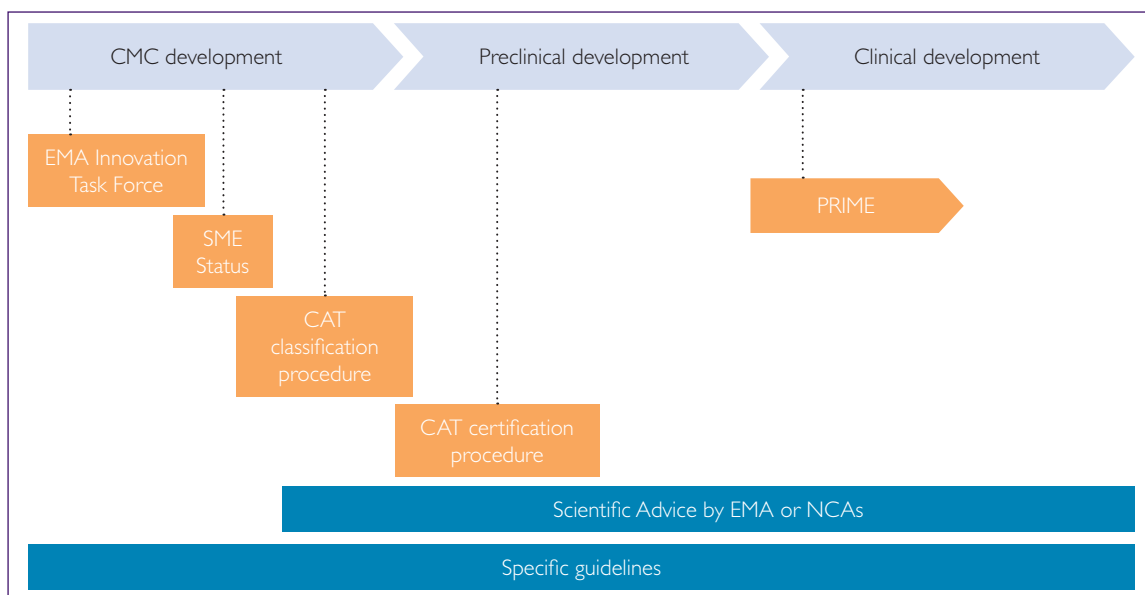 CMC development
Preclinical development
Clinical development
EMA Innovation
Task Force
PRIME
SME
Status
CAT
classification
procedure
CAT certification
procedure
Scientific Advice by EMA or NCAs
Specific guidelines